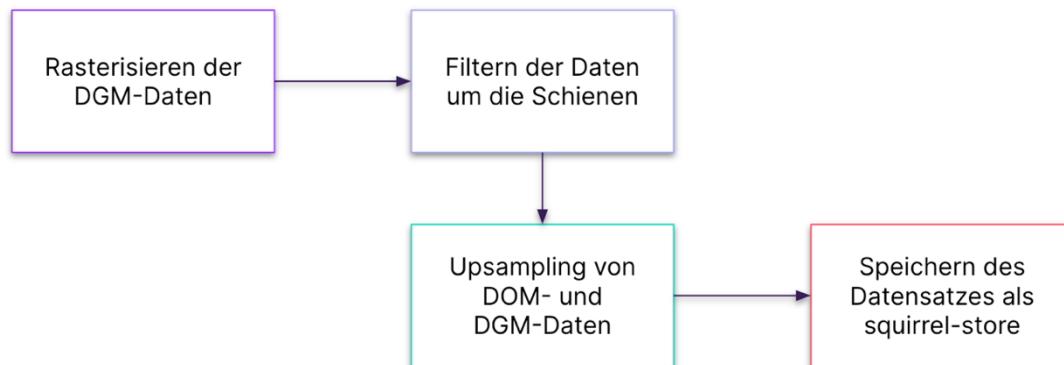 Rasterisieren der
DGM-Daten
Filtern der Daten
um die Schienen
Upsampling von
DOM- und
DGM-Daten
Speichern des
Datensatzes als
squirrel-store